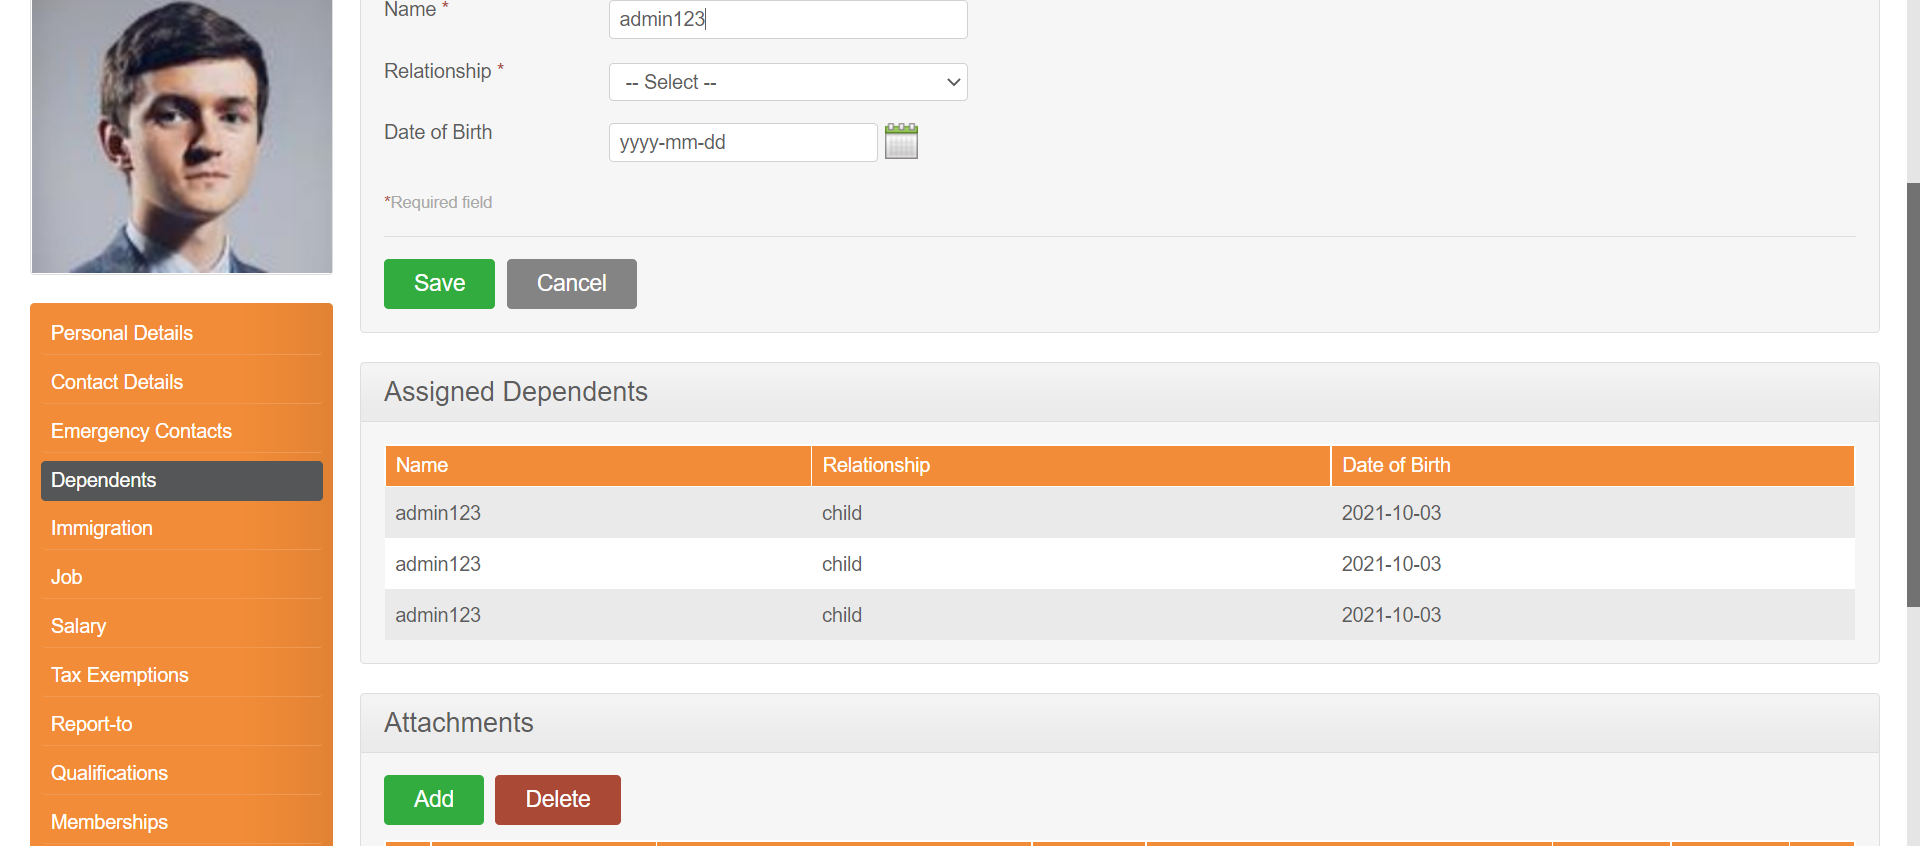 Name *
admin123
Relationship *
-- Select --
Date of Birth
yyyy-mm-dd
*Required field
Save
Cancel
Personal Details
Contact Details
Emergency Contacts
Dependents
Immigration
Job
Salary
Tax Exemptions
Report-to
Qualifications
Memberships
Assigned Dependents
Name Relationship Date of Birth
admin123 child 2021-10-03
admin123 child 2021-10-03
admin123 child 2021-10-03
Attachments
Add
Delete